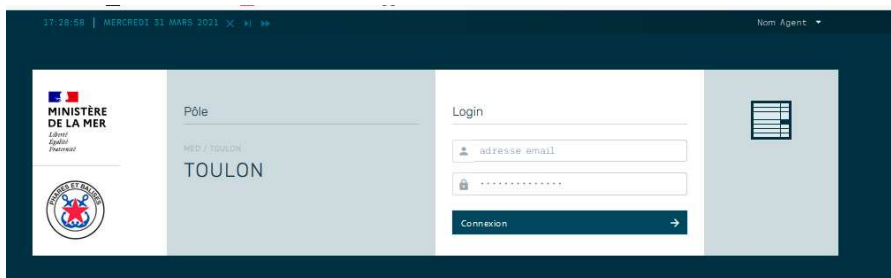 17:28:58 | MERCREDI 31 MARS 2021
Nom Agent
MINISTÈRE
DE LA MER
Liberté
Égalité
Fraternité
PHARES ET BALISES
Pôle
MED / TOULON
TOULON
Login
adresse email
Connexion